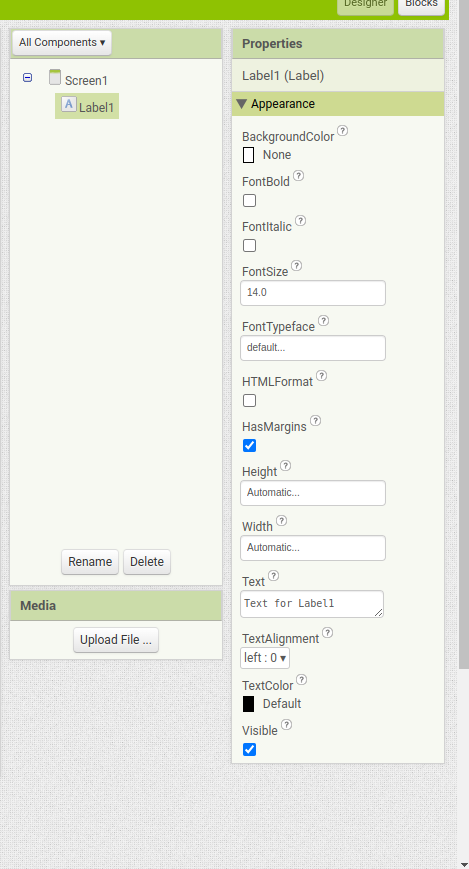 Designer
Blocks
All Components ▾
Screen1
A Label1
Rename
Delete
Media
Upload File ...
Properties
Label1 (Label)
Appearance
BackgroundColor ?
None
FontBold ?
FontItalic ?
FontSize ?
14.0
FontTypeface ?
default...
HTMLFormat ?
HasMargins ?
Height ?
Automatic...
Width ?
Automatic...
Text ?
Text for Label1
TextAlignment ?
left : 0 ▾
TextColor ?
Default
Visible ?